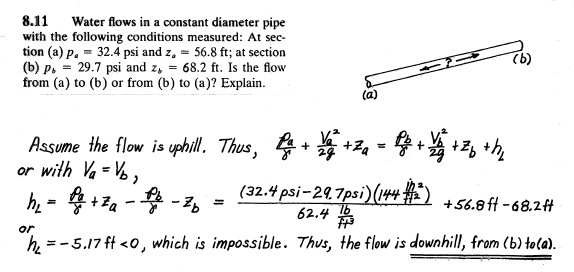 8.11 Water flows in a constant diameter pipe
with the following conditions measured: At sec-
tion (a) pₐ = 32.4 psi and zₐ = 56.8 ft; at section
(b) p_b = 29.7 psi and z_b = 68.2 ft. Is the flow
from (a) to (b) or from (b) to (a)? Explain.
?
(b)
(a)
Assume the flow is uphill. Thus, pₐ/γ + Vₐ²/2g + zₐ = p_b/γ + V_b²/2g + z_b + h_L
or with Vₐ = V_b,
h_L = pₐ/γ + zₐ - p_b/γ - z_b = (32.4 psi - 29.7 psi)(144 in²/ft²) / 62.4 lb/ft³ + 56.8 ft - 68.2 ft
or
h_L = -5.17 ft < 0, which is impossible. Thus, the flow is downhill, from (b) to (a).